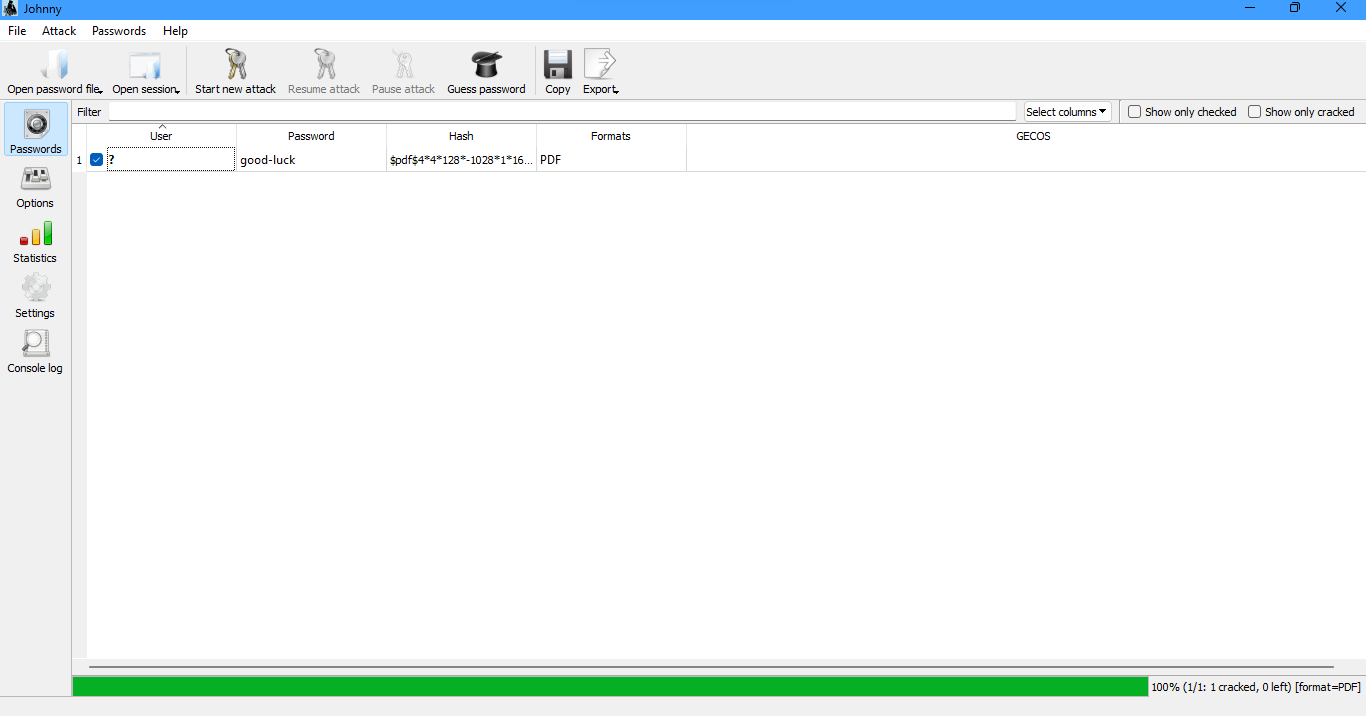 Johnny
File Attack Passwords Help
Open password file Open session Start new attack Resume attack Pause attack Guess password Copy Export
Filter Select columns Show only checked Show only cracked
Passwords
Options
Statistics
Settings
Console log
User Password Hash Formats GECOS
1 ? good-luck $pdf$4*4*128*-1028*1*16... PDF
100% (1/1: 1 cracked, 0 left) [format=PDF]